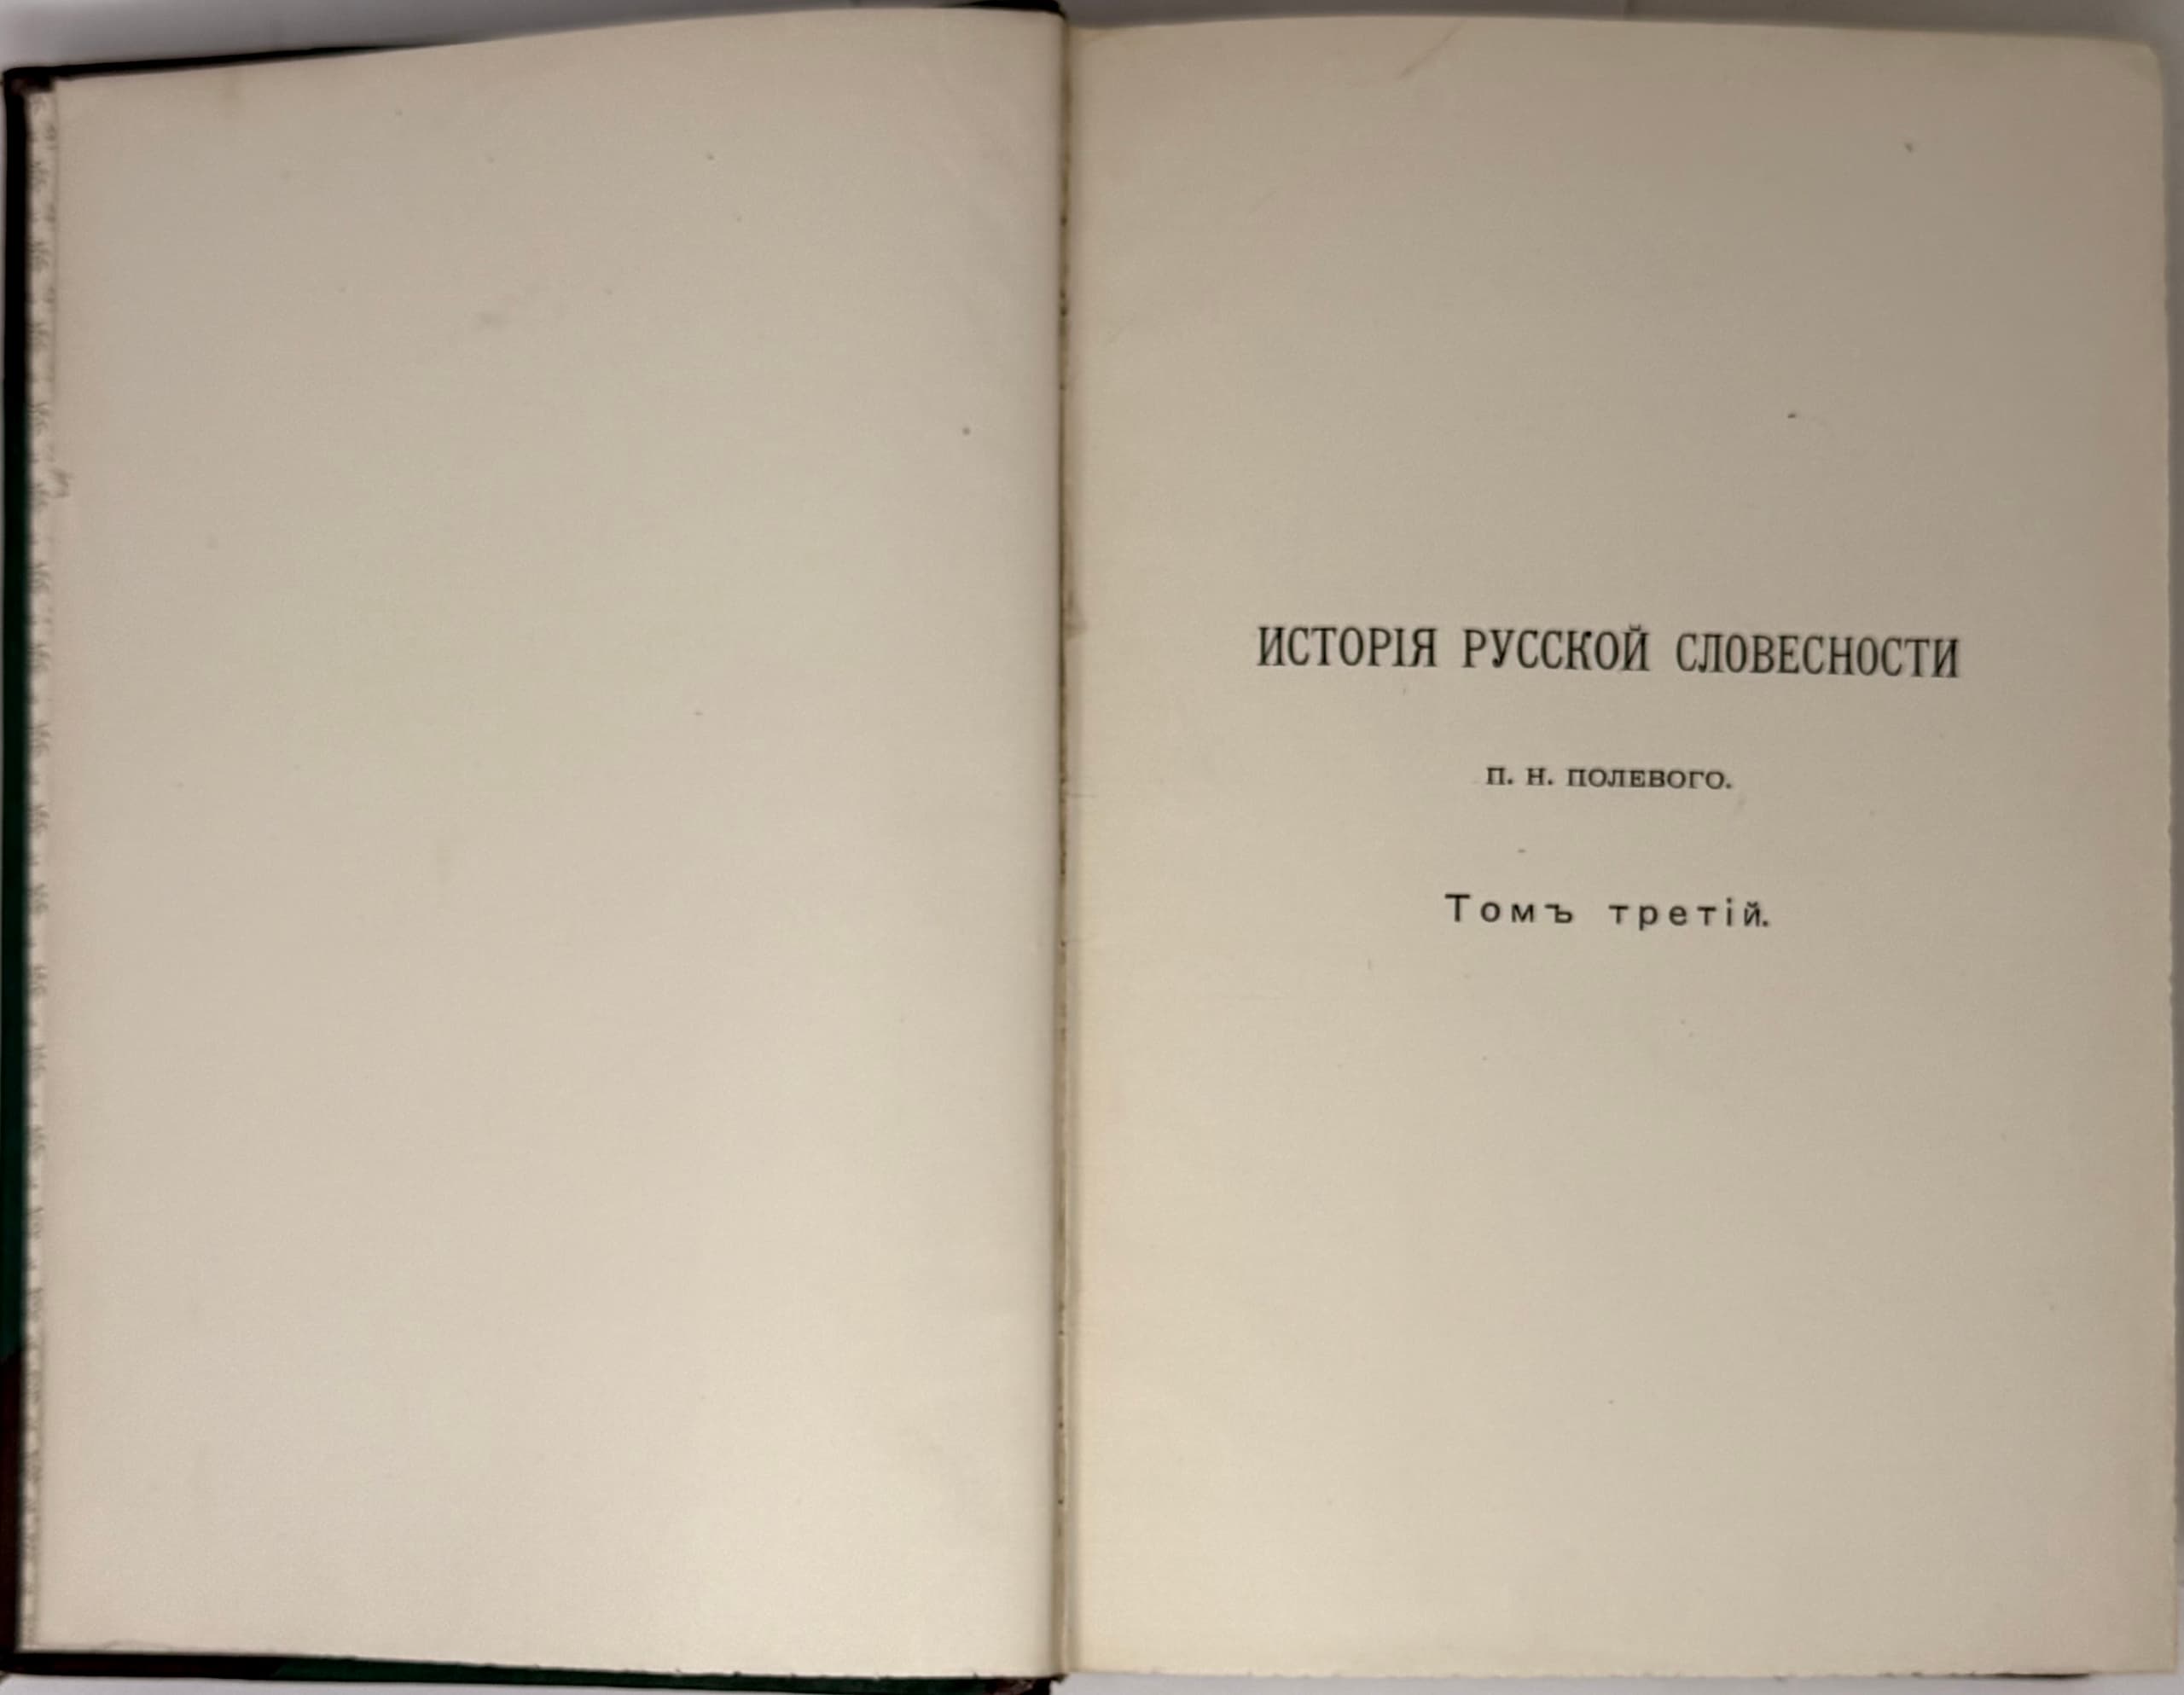 ИСТОРІЯ РУССКОЙ СЛОВЕСНОСТИ
П. Н. ПОЛЕВОГО.
Томъ третій.